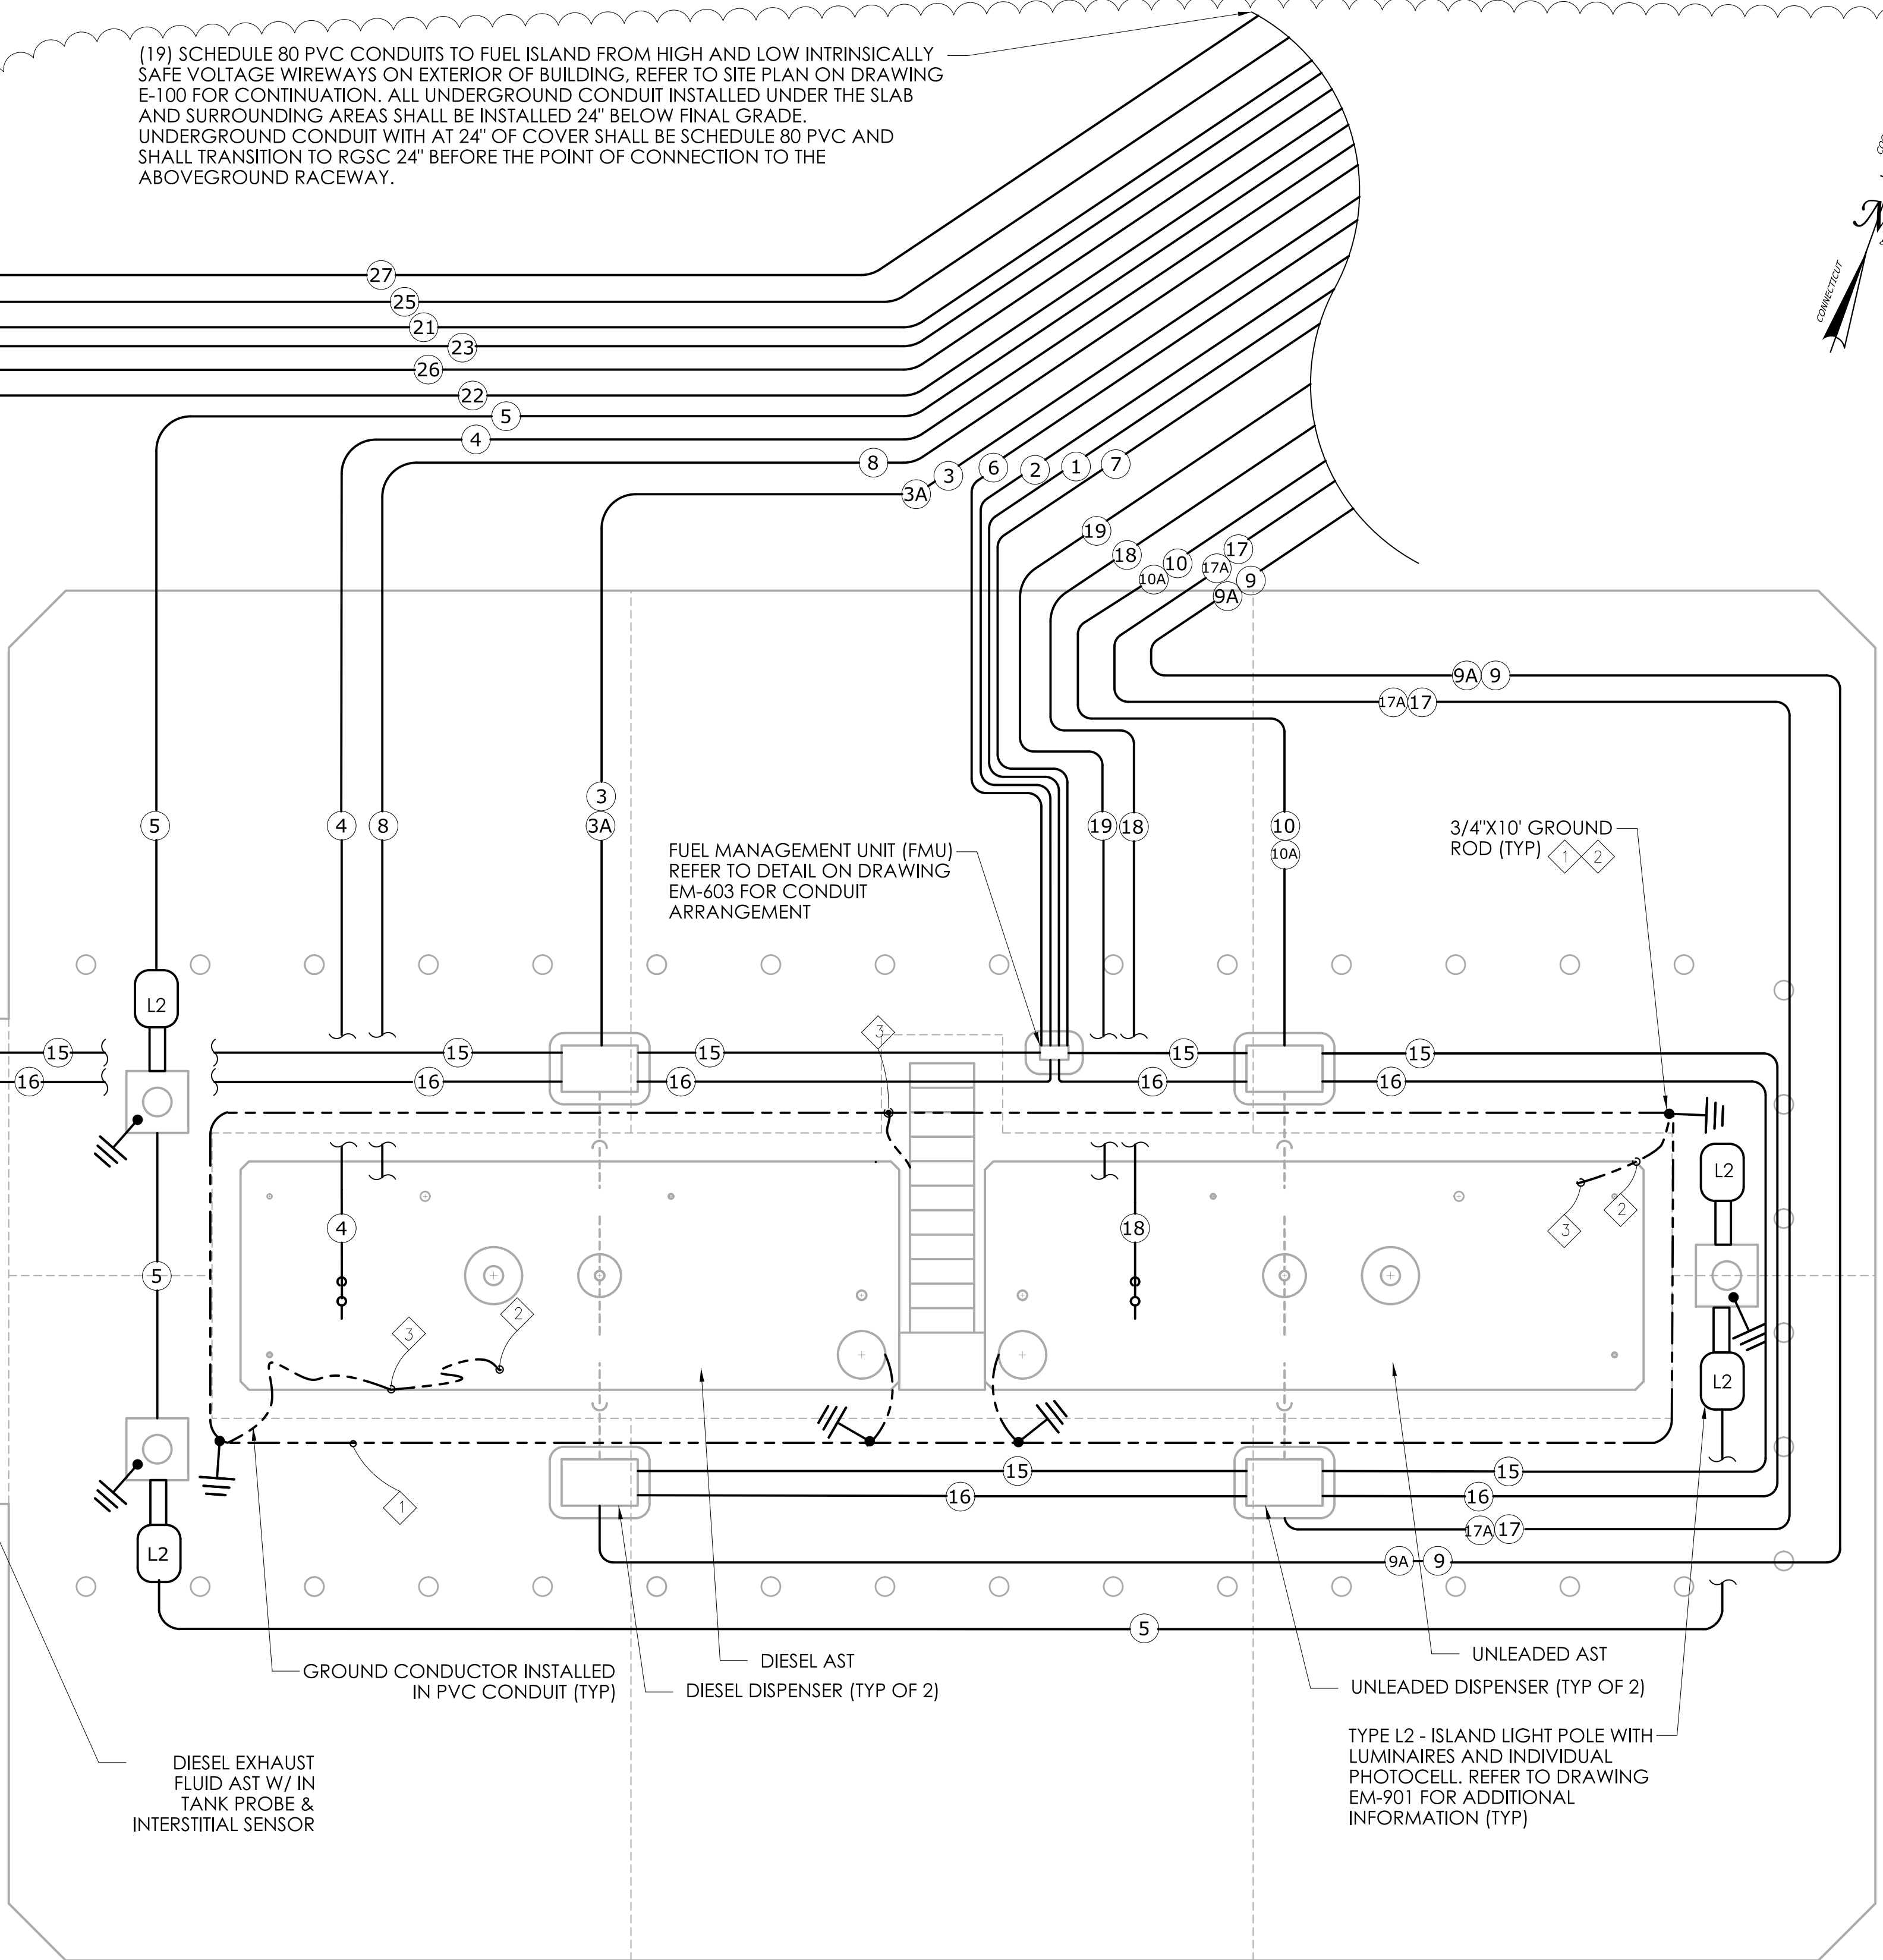 (19) SCHEDULE 80 PVC CONDUITS TO FUEL ISLAND FROM HIGH AND LOW INTRINSICALLY
SAFE VOLTAGE WIREWAYS ON EXTERIOR OF BUILDING, REFER TO SITE PLAN ON DRAWING
E-100 FOR CONTINUATION. ALL UNDERGROUND CONDUIT INSTALLED UNDER THE SLAB
AND SURROUNDING AREAS SHALL BE INSTALLED 24" BELOW FINAL GRADE.
UNDERGROUND CONDUIT WITH AT 24" OF COVER SHALL BE SCHEDULE 80 PVC AND
SHALL TRANSITION TO RGSC 24" BEFORE THE POINT OF CONNECTION TO THE
ABOVEGROUND RACEWAY.
CONNECTICUT
27
25
21
23
26
22
5
4
8
3A 3 6 2 1 7
19
18
10A 10
17A 17
9A 9
9A 9
17A 17
3
3A
5
4
8
19
18
10
10A
3/4"X10' GROUND
ROD (TYP) 1 2
FUEL MANAGEMENT UNIT (FMU)
REFER TO DETAIL ON DRAWING
EM-603 FOR CONDUIT
ARRANGEMENT
L2
3
15
15
15
15
15
16
16
16
16
16
L2
4
18
3
2
5
3
2
L2
1
15
15
16
16
17A 17
9A 9
L2
5
GROUND CONDUCTOR INSTALLED
IN PVC CONDUIT (TYP)
DIESEL AST
DIESEL DISPENSER (TYP OF 2)
UNLEADED AST
UNLEADED DISPENSER (TYP OF 2)
TYPE L2 - ISLAND LIGHT POLE WITH
LUMINAIRES AND INDIVIDUAL
PHOTOCELL. REFER TO DRAWING
EM-901 FOR ADDITIONAL
INFORMATION (TYP)
DIESEL EXHAUST
FLUID AST W/ IN
TANK PROBE &
INTERSTITIAL SENSOR